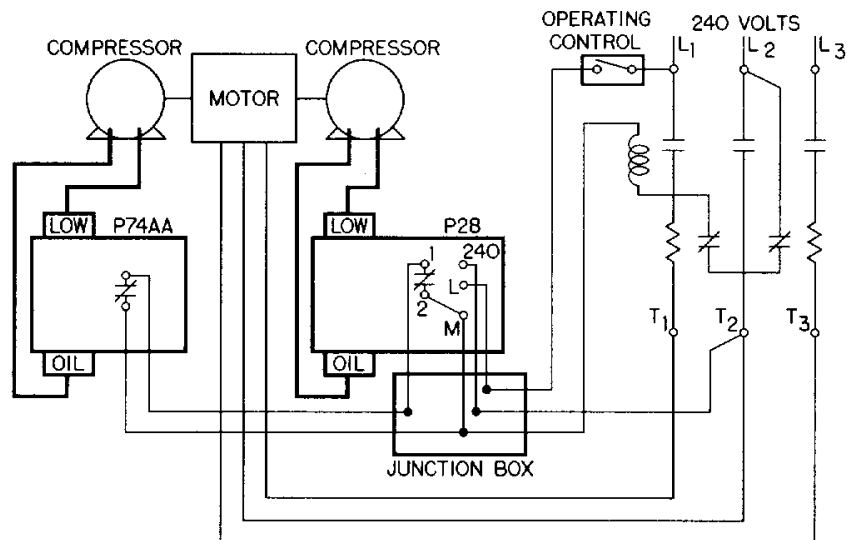 COMPRESSOR
COMPRESSOR
OPERATING
CONTROL
240 VOLTS
L1
L2
L3
MOTOR
LOW
P74AA
LOW
P28
1
240
L
2
M
T1
T2
T3
OIL
OIL
JUNCTION BOX